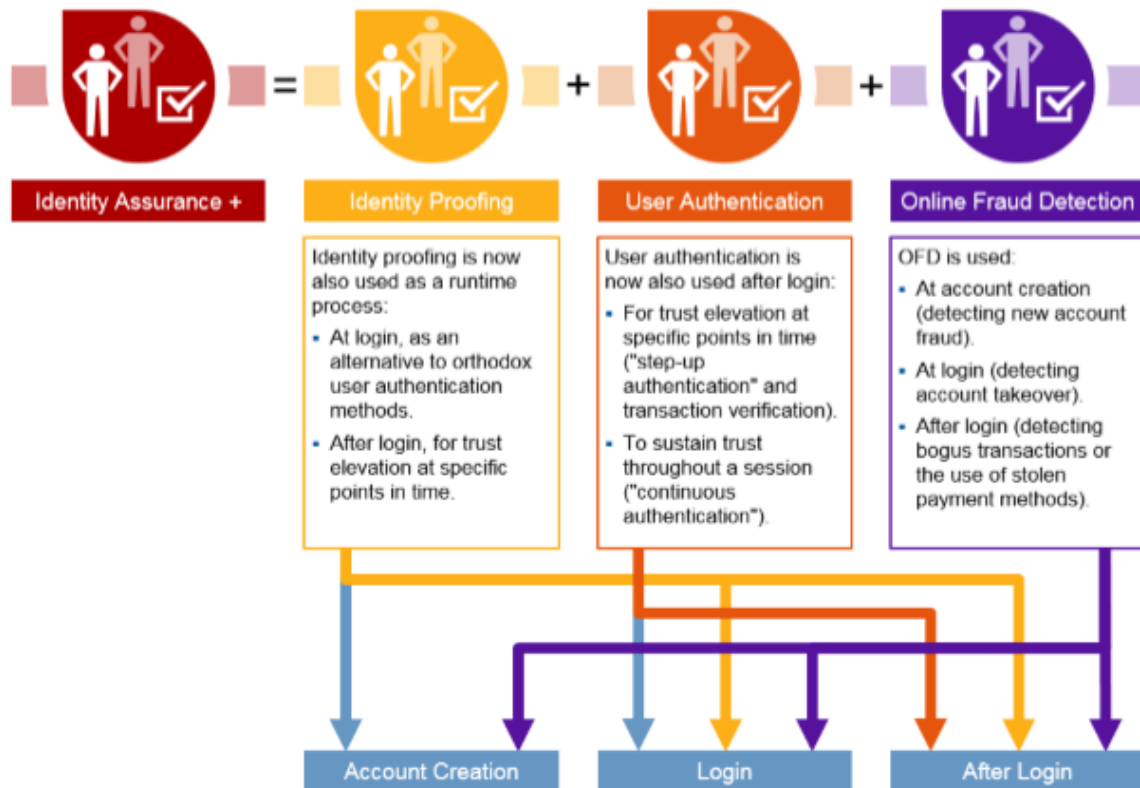 =
+
+
Identity Assurance +
Identity Proofing
User Authentication
Online Fraud Detection
Identity proofing is now
also used as a runtime
process:
▪ At login, as an
alternative to orthodox
user authentication
methods.
▪ After login, for trust
elevation at specific
points in time.
User authentication is
now also used after login:
▪ For trust elevation at
specific points in time
("step-up
authentication" and
transaction verification).
▪ To sustain trust
throughout a session
("continuous
authentication").
OFD is used:
▪ At account creation
(detecting new account
fraud).
▪ At login (detecting
account takeover).
▪ After login (detecting
bogus transactions or
the use of stolen
payment methods).
Account Creation
Login
After Login